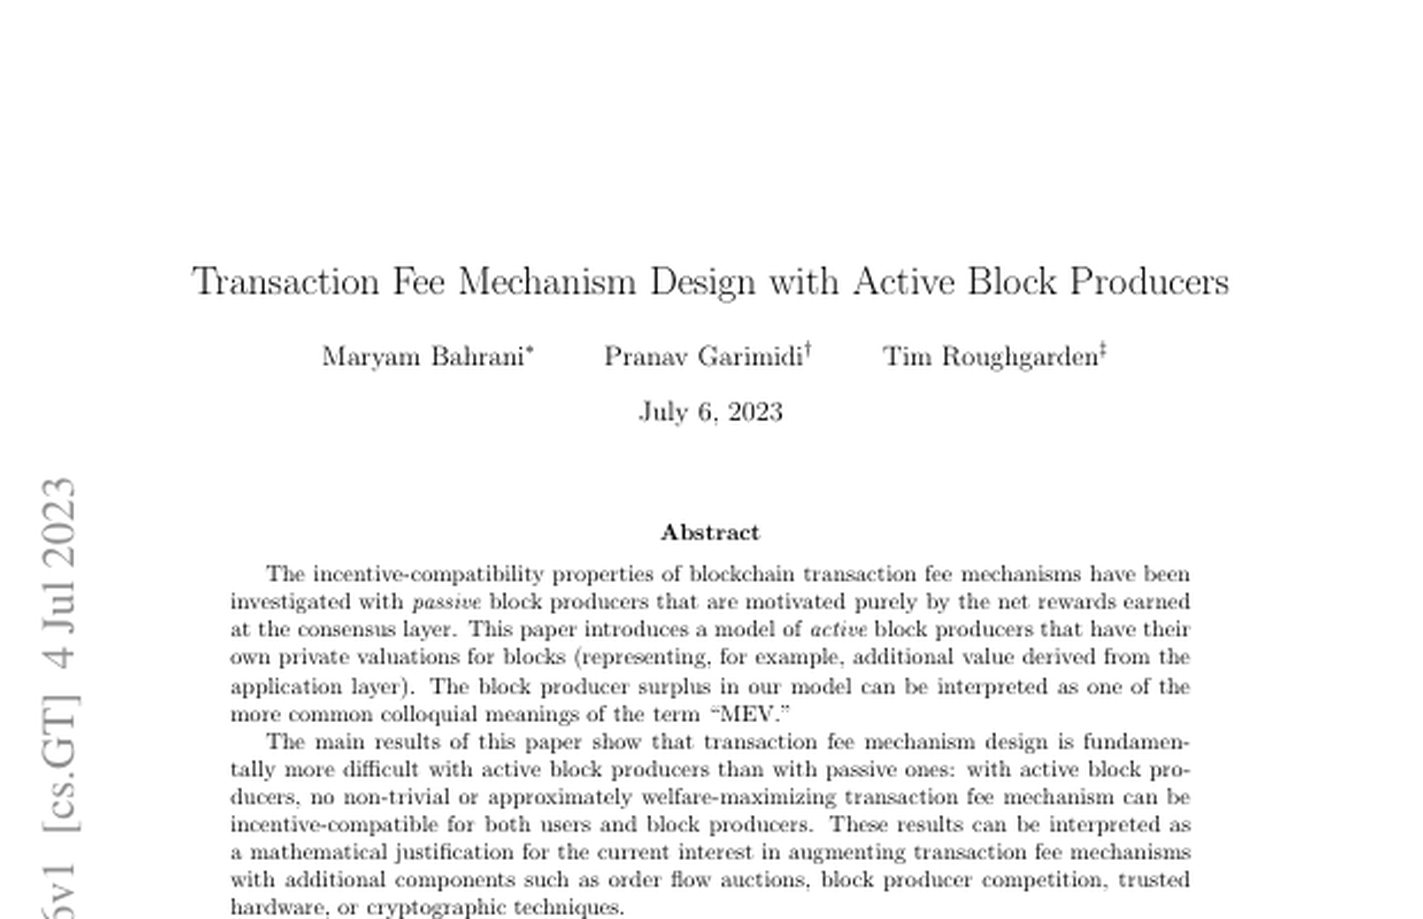 Transaction Fee Mechanism Design with Active Block Producers
Maryam Bahrani* Pranav Garimidi† Tim Roughgarden‡
July 6, 2023
Abstract
The incentive-compatibility properties of blockchain transaction fee mechanisms have been
investigated with passive block producers that are motivated purely by the net rewards earned
at the consensus layer. This paper introduces a model of active block producers that have their
own private valuations for blocks (representing, for example, additional value derived from the
application layer). The block producer surplus in our model can be interpreted as one of the
more common colloquial meanings of the term “MEV.”
The main results of this paper show that transaction fee mechanism design is fundamen-
tally more difficult with active block producers than with passive ones: with active block pro-
ducers, no non-trivial or approximately welfare-maximizing transaction fee mechanism can be
incentive-compatible for both users and block producers. These results can be interpreted as
a mathematical justification for the current interest in augmenting transaction fee mechanisms
with additional components such as order flow auctions, block producer competition, trusted
hardware, or cryptographic techniques.
6v1 [cs.GT] 4 Jul 2023